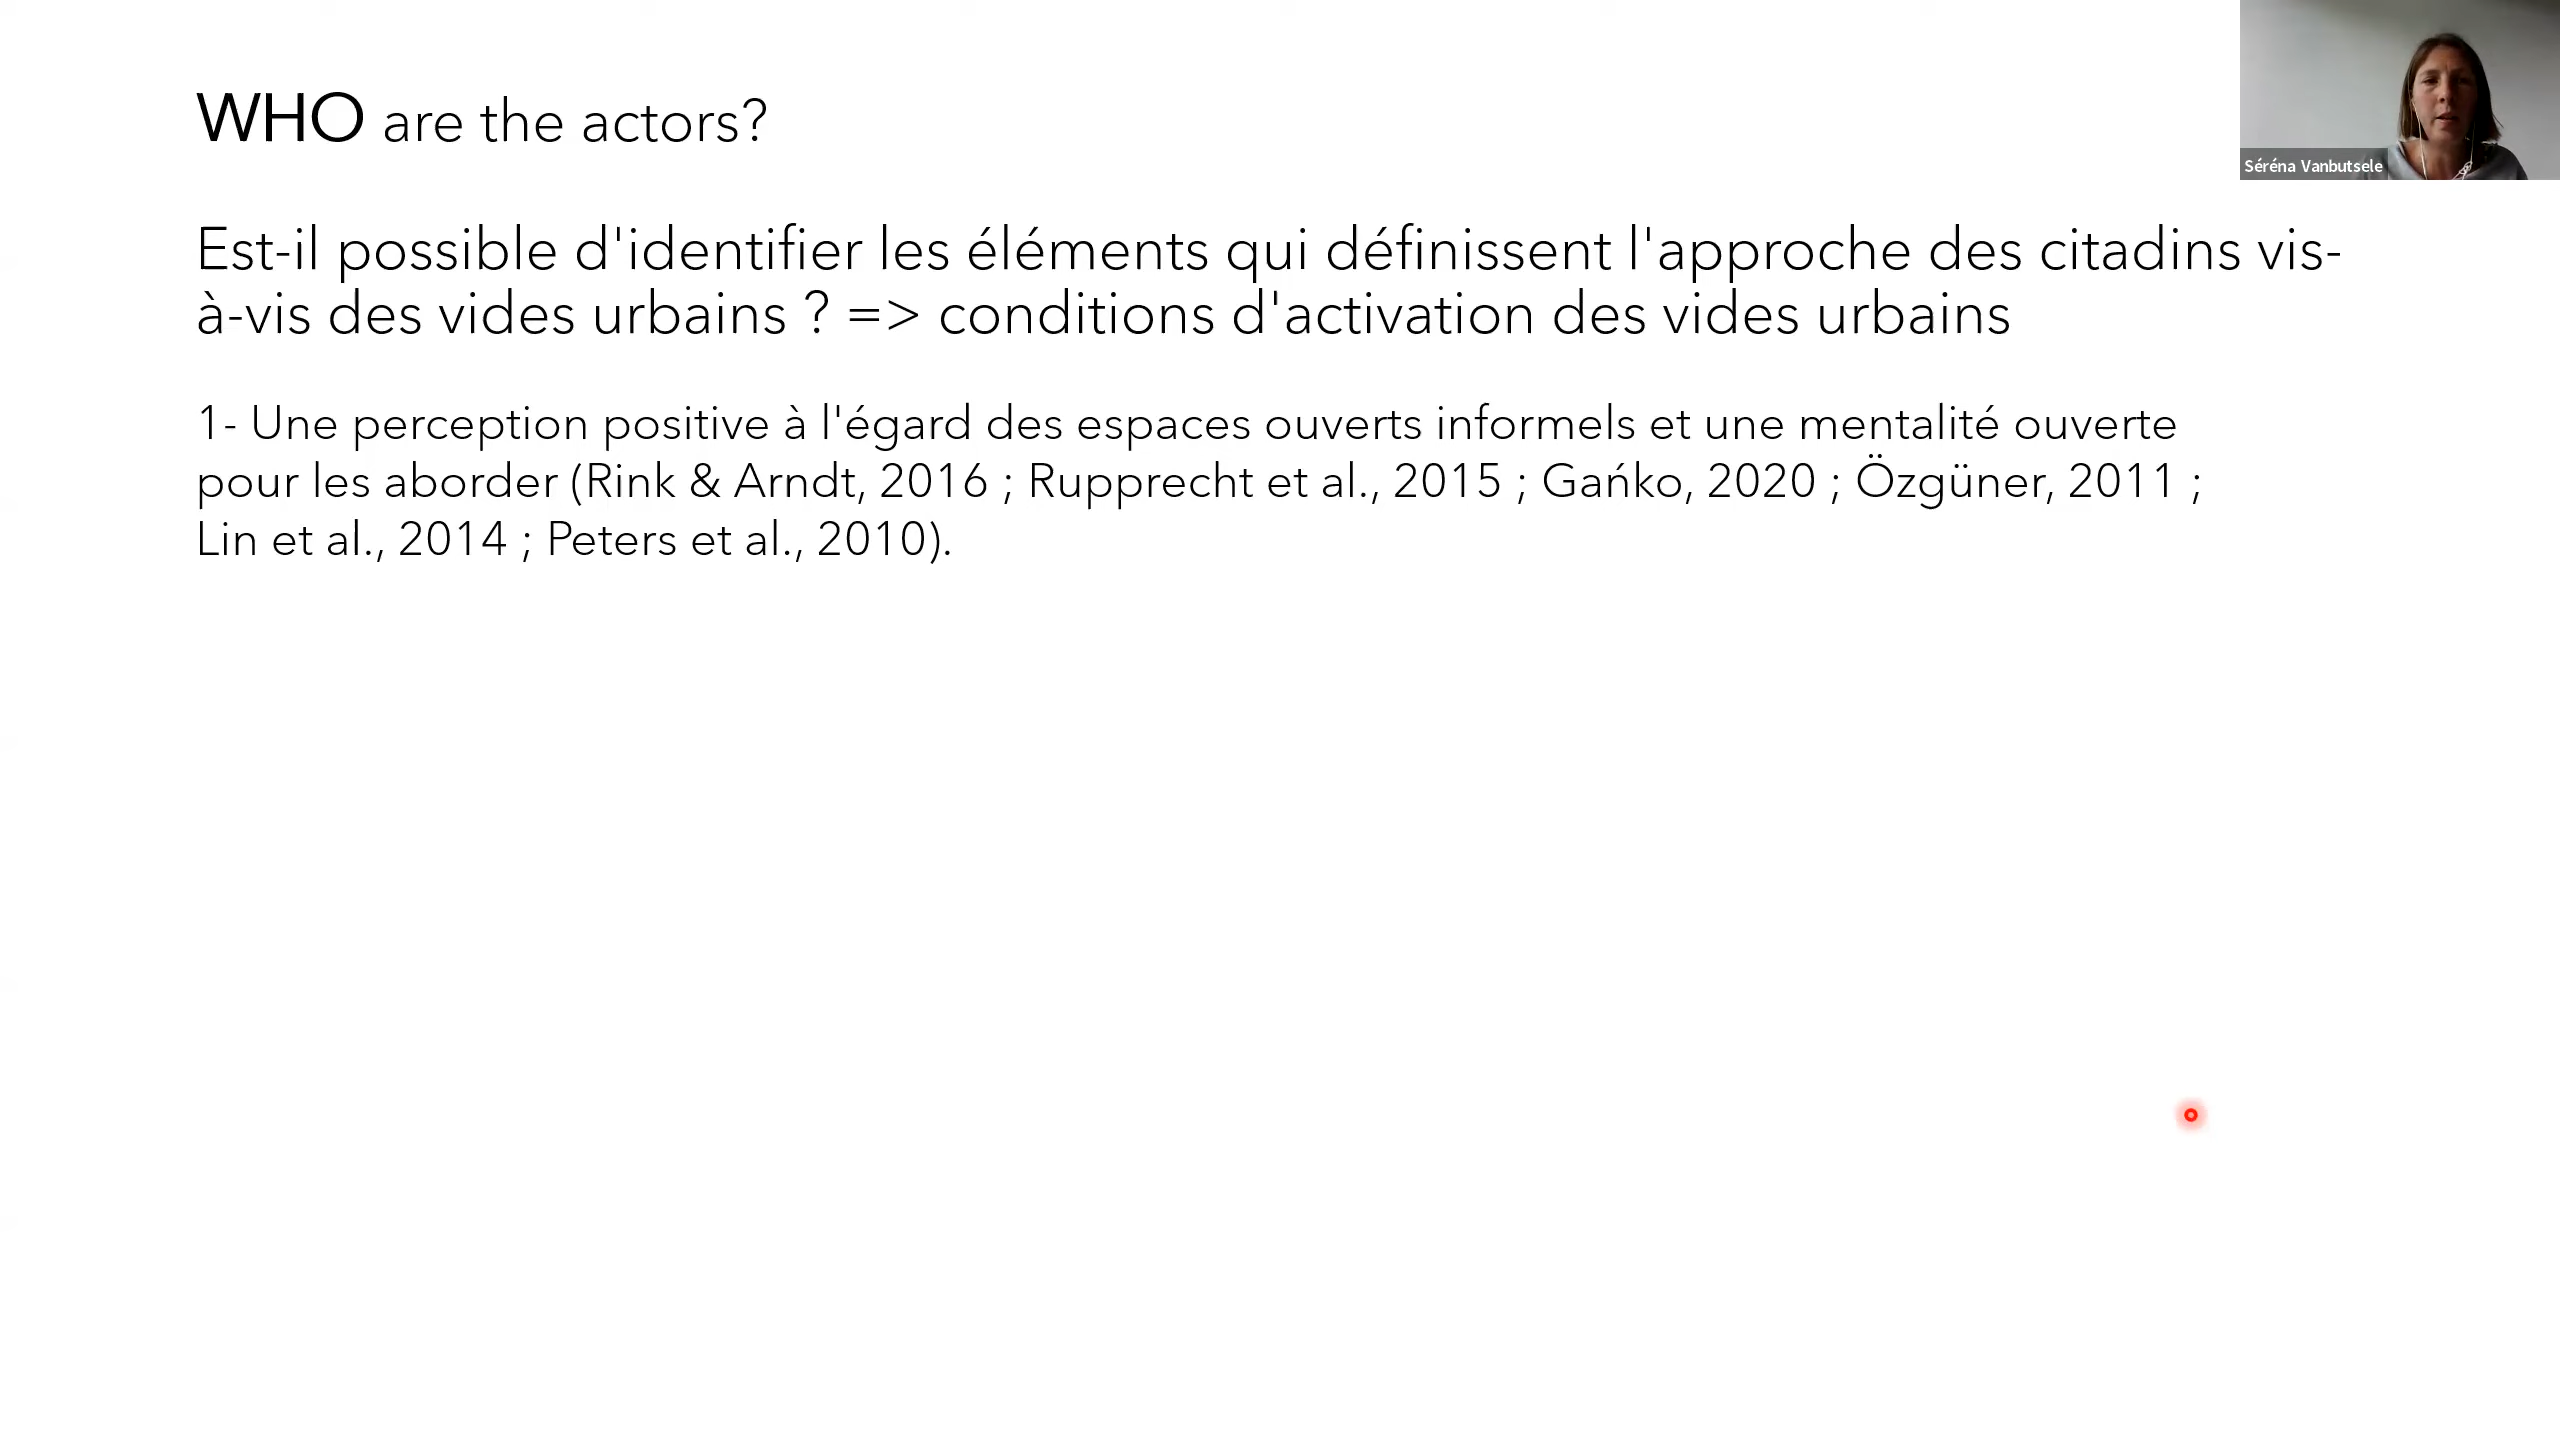 WHO are the actors?
Séréna Vanbutsele
Est-il possible d'identifier les éléments qui définissent l'approche des citadins vis-
à-vis des vides urbains ? => conditions d'activation des vides urbains
1- Une perception positive à l'égard des espaces ouverts informels et une mentalité ouverte
pour les aborder (Rink & Arndt, 2016 ; Rupprecht et al., 2015 ; Gańko, 2020 ; Özgüner, 2011 ;
Lin et al., 2014 ; Peters et al., 2010).